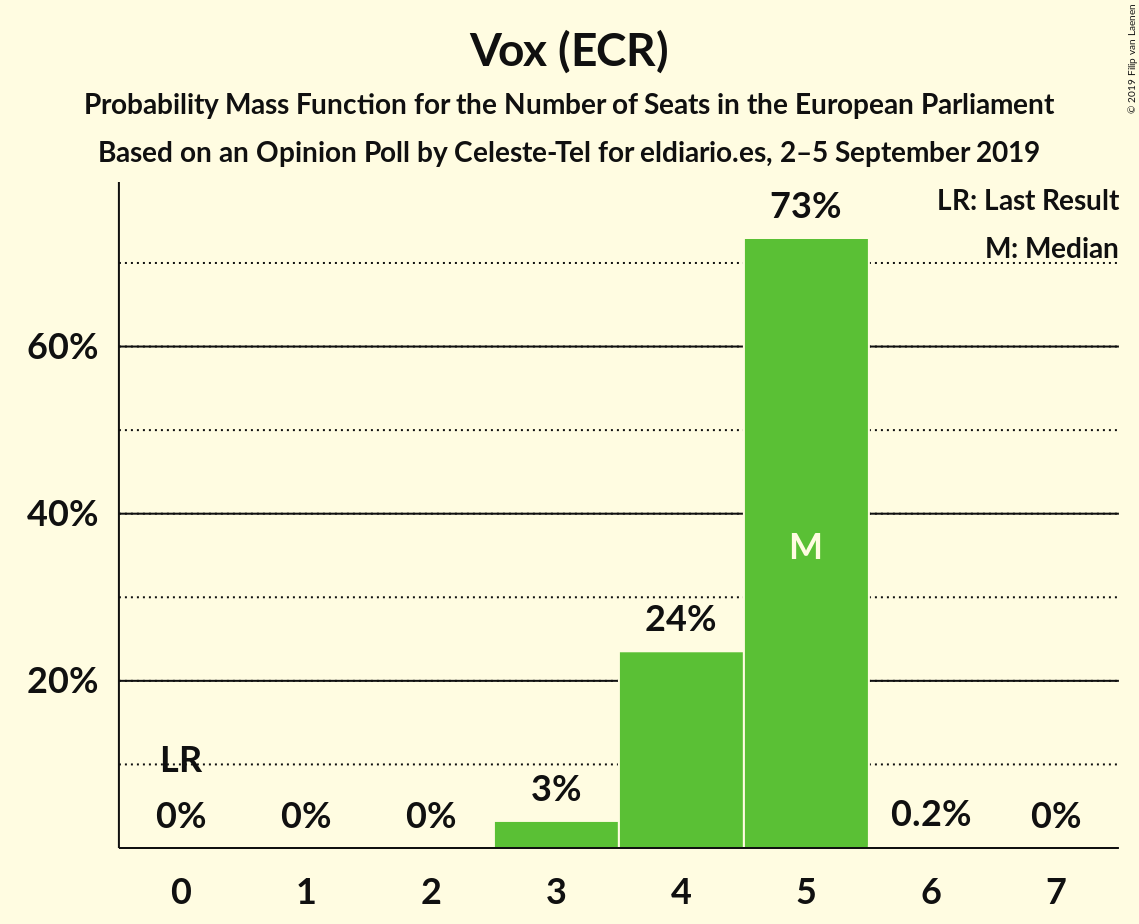 Vox (ECR)
Probability Mass Function for the Number of Seats in the European Parliament
Based on an Opinion Poll by Celeste-Tel for eldiario.es, 2–5 September 2019
© 2019 Filip van Laenen
LR: Last Result
M: Median
73%
60%
40%
M
24%
20%
LR
3%
0% 0% 0% 0.2% 0%
0 1 2 3 4 5 6 7